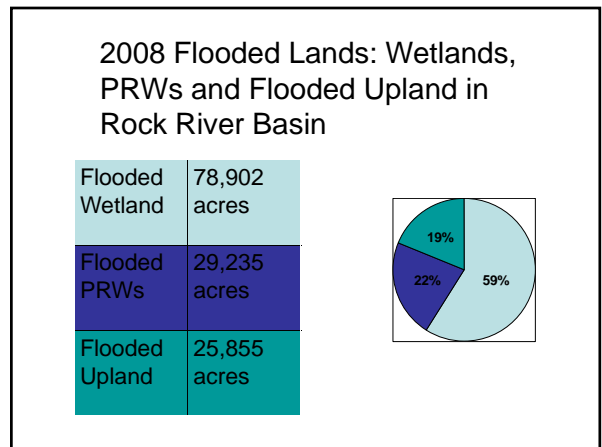 2008 Flooded Lands: Wetlands,
PRWs and Flooded Upland in
Rock River Basin
Flooded
Wetland
78,902
acres
Flooded
PRWs
29,235
acres
Flooded
Upland
25,855
acres
19%
22%
59%